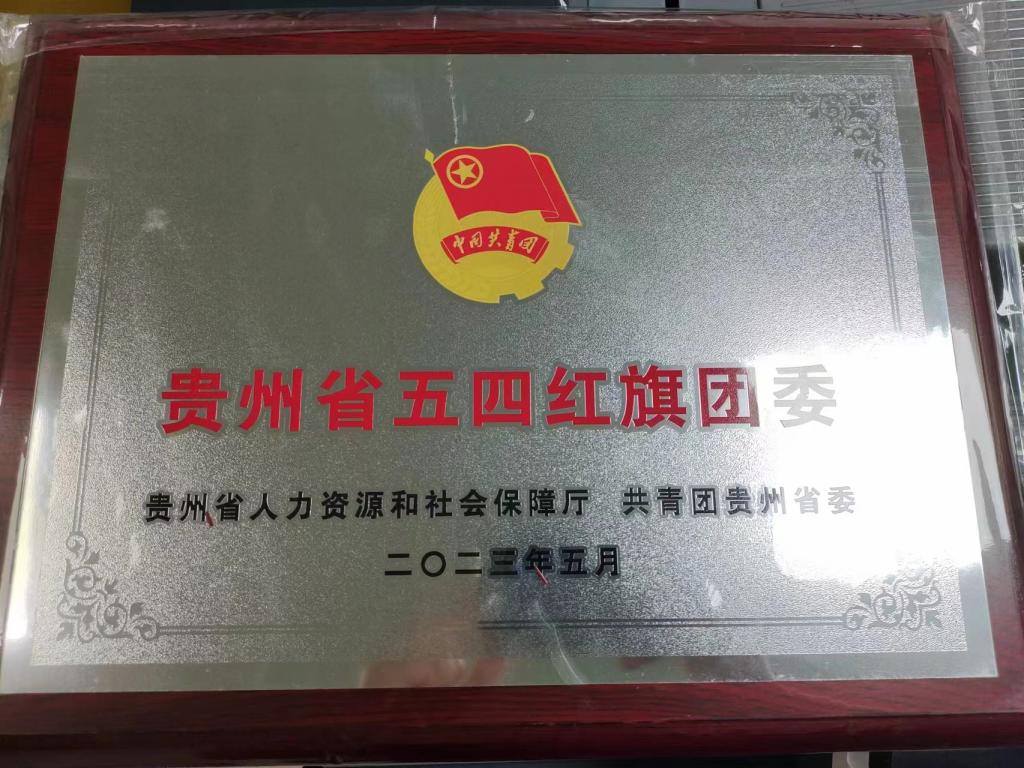 中国共青团
贵州省五四红旗团委
贵州省人力资源和社会保障厅 共青团贵州省委
二〇二三年五月